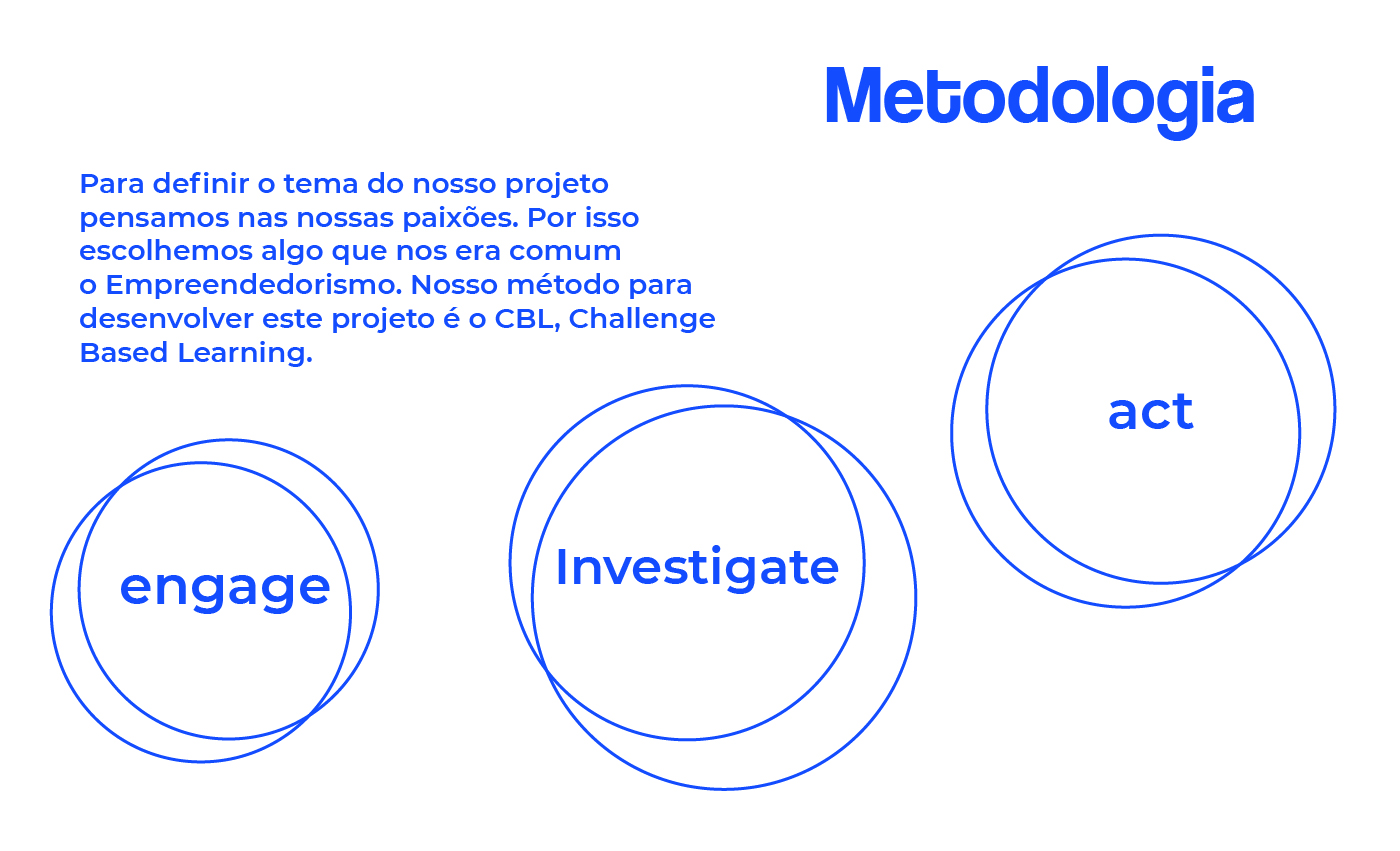 Metodologia
Para definir o tema do nosso projeto
pensamos nas nossas paixões. Por isso
escolhemos algo que nos era comum
o Empreendedorismo. Nosso método para
desenvolver este projeto é o CBL, Challenge
Based Learning.
engage
Investigate
act